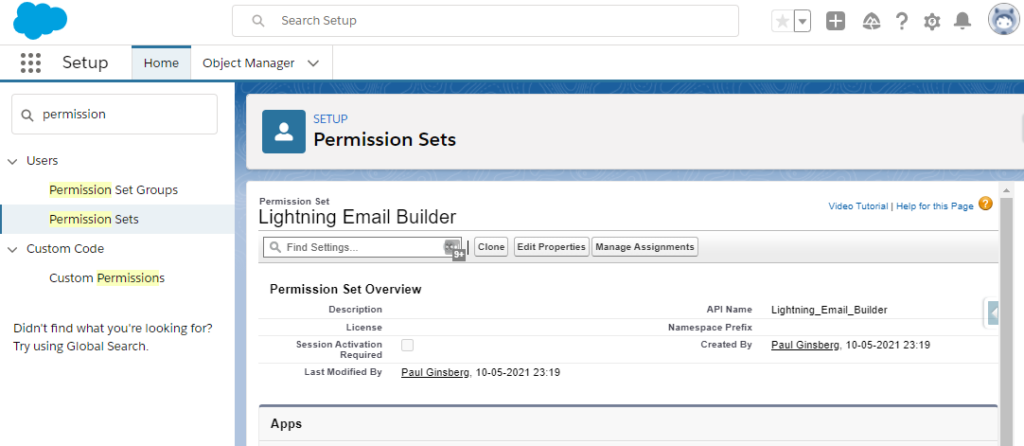 Search Setup
Setup
Home
Object Manager
permission
Users
Permission Set Groups
Permission Sets
Custom Code
Custom Permissions
Didn't find what you're looking for?
Try using Global Search.
SETUP
Permission Sets
Permission Set
Lightning Email Builder
Video Tutorial | Help for this Page
Find Settings...
9+
Clone
Edit Properties
Manage Assignments
Permission Set Overview
Description
API Name Lightning_Email_Builder
License
Namespace Prefix
Session Activation
Required
Created By Paul Ginsberg, 10-05-2021 23:19
Last Modified By Paul Ginsberg, 10-05-2021 23:19
Apps